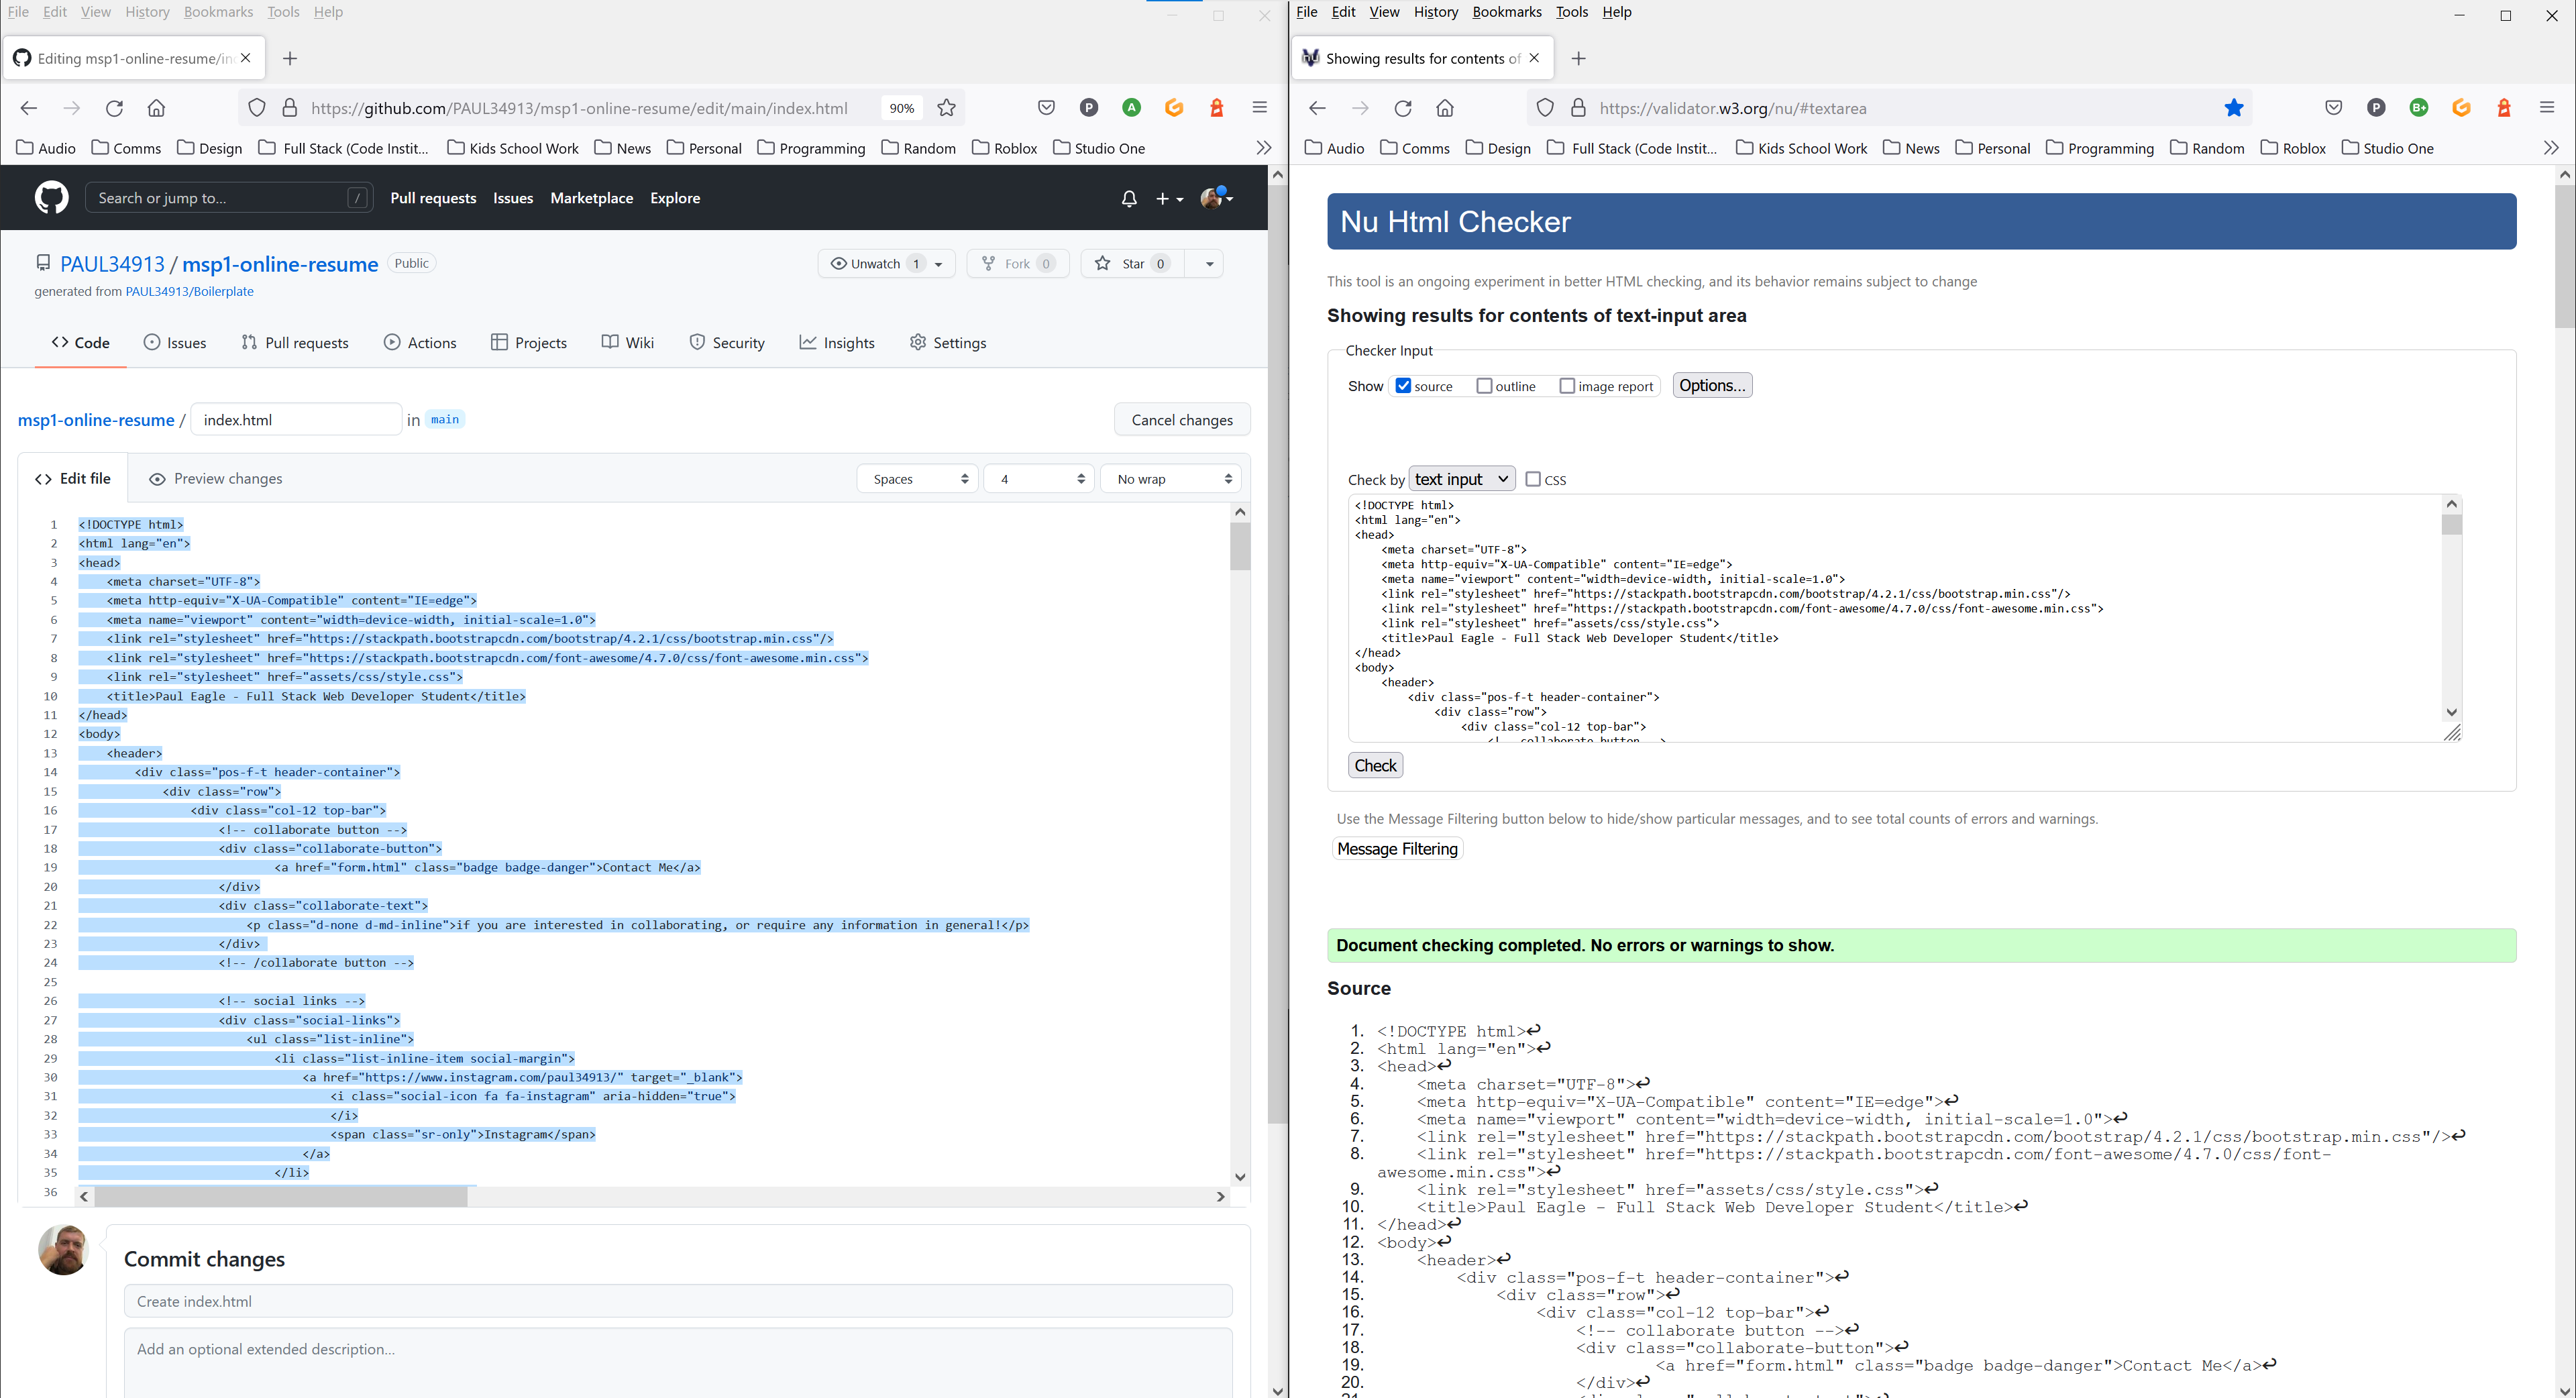 File Edit View History Bookmarks Tools Help
Editing msp1-online-resume/in
https://github.com/PAUL34913/msp1-online-resume/edit/main/index.html 90%
P A
Audio Comms Design Full Stack (Code Instit... Kids School Work News Personal Programming Random Roblox Studio One
Search or jump to... / Pull requests Issues Marketplace Explore
PAUL34913 / msp1-online-resume Public
Unwatch 1 Fork 0 Star 0
generated from PAUL34913/Boilerplate
Code Issues Pull requests Actions Projects Wiki Security Insights Settings
msp1-online-resume / index.html in main Cancel changes
Edit file Preview changes Spaces 4 No wrap
1 <!DOCTYPE html>
2 <html lang="en">
3 <head>
4 <meta charset="UTF-8">
5 <meta http-equiv="X-UA-Compatible" content="IE=edge">
6 <meta name="viewport" content="width=device-width, initial-scale=1.0">
7 <link rel="stylesheet" href="https://stackpath.bootstrapcdn.com/bootstrap/4.2.1/css/bootstrap.min.css"/>
8 <link rel="stylesheet" href="https://stackpath.bootstrapcdn.com/font-awesome/4.7.0/css/font-awesome.min.css">
9 <link rel="stylesheet" href="assets/css/style.css">
10 <title>Paul Eagle - Full Stack Web Developer Student</title>
11 </head>
12 <body>
13 <header>
14 <div class="pos-f-t header-container">
15 <div class="row">
16 <div class="col-12 top-bar">
17 <!-- collaborate button -->
18 <div class="collaborate-button">
19 <a href="form.html" class="badge badge-danger">Contact Me</a>
20 </div>
21 <div class="collaborate-text">
22 <p class="d-none d-md-inline">if you are interested in collaborating, or require any information in general!</p>
23 </div>
24 <!-- /collaborate button -->
25
26 <!-- social links -->
27 <div class="social-links">
28 <ul class="list-inline">
29 <li class="list-inline-item social-margin">
30 <a href="https://www.instagram.com/paul34913/" target="_blank">
31 <i class="social-icon fa fa-instagram" aria-hidden="true">
32 </i>
33 <span class="sr-only">Instagram</span>
34 </a>
35 </li>
36
Commit changes
Create index.html
Add an optional extended description...
File Edit View History Bookmarks Tools Help
Showing results for contents of
https://validator.w3.org/nu/#textarea
P B+
Audio Comms Design Full Stack (Code Instit... Kids School Work News Personal Programming Random Roblox Studio One
Nu Html Checker
This tool is an ongoing experiment in better HTML checking, and its behavior remains subject to change
Showing results for contents of text-input area
Checker Input
Show source outline image report Options...
Check by text input CSS
<!DOCTYPE html>
<html lang="en">
<head>
<meta charset="UTF-8">
<meta http-equiv="X-UA-Compatible" content="IE=edge">
<meta name="viewport" content="width=device-width, initial-scale=1.0">
<link rel="stylesheet" href="https://stackpath.bootstrapcdn.com/bootstrap/4.2.1/css/bootstrap.min.css"/>
<link rel="stylesheet" href="https://stackpath.bootstrapcdn.com/font-awesome/4.7.0/css/font-awesome.min.css">
<link rel="stylesheet" href="assets/css/style.css">
<title>Paul Eagle - Full Stack Web Developer Student</title>
</head>
<body>
<header>
<div class="pos-f-t header-container">
<div class="row">
<div class="col-12 top-bar">
<!-- collaborate button -->
Check
Use the Message Filtering button below to hide/show particular messages, and to see total counts of errors and warnings.
Message Filtering
Document checking completed. No errors or warnings to show.
Source
1. <!DOCTYPE html>↩
2. <html lang="en">↩
3. <head>↩
4. <meta charset="UTF-8">↩
5. <meta http-equiv="X-UA-Compatible" content="IE=edge">↩
6. <meta name="viewport" content="width=device-width, initial-scale=1.0">↩
7. <link rel="stylesheet" href="https://stackpath.bootstrapcdn.com/bootstrap/4.2.1/css/bootstrap.min.css"/>↩
8. <link rel="stylesheet" href="https://stackpath.bootstrapcdn.com/font-awesome/4.7.0/css/font-
awesome.min.css">↩
9. <link rel="stylesheet" href="assets/css/style.css">↩
10. <title>Paul Eagle - Full Stack Web Developer Student</title>↩
11. </head>↩
12. <body>↩
13. <header>↩
14. <div class="pos-f-t header-container">↩
15. <div class="row">↩
16. <div class="col-12 top-bar">↩
17. <!-- collaborate button -->↩
18. <div class="collaborate-button">↩
19. <a href="form.html" class="badge badge-danger">Contact Me</a>↩
20. </div>↩